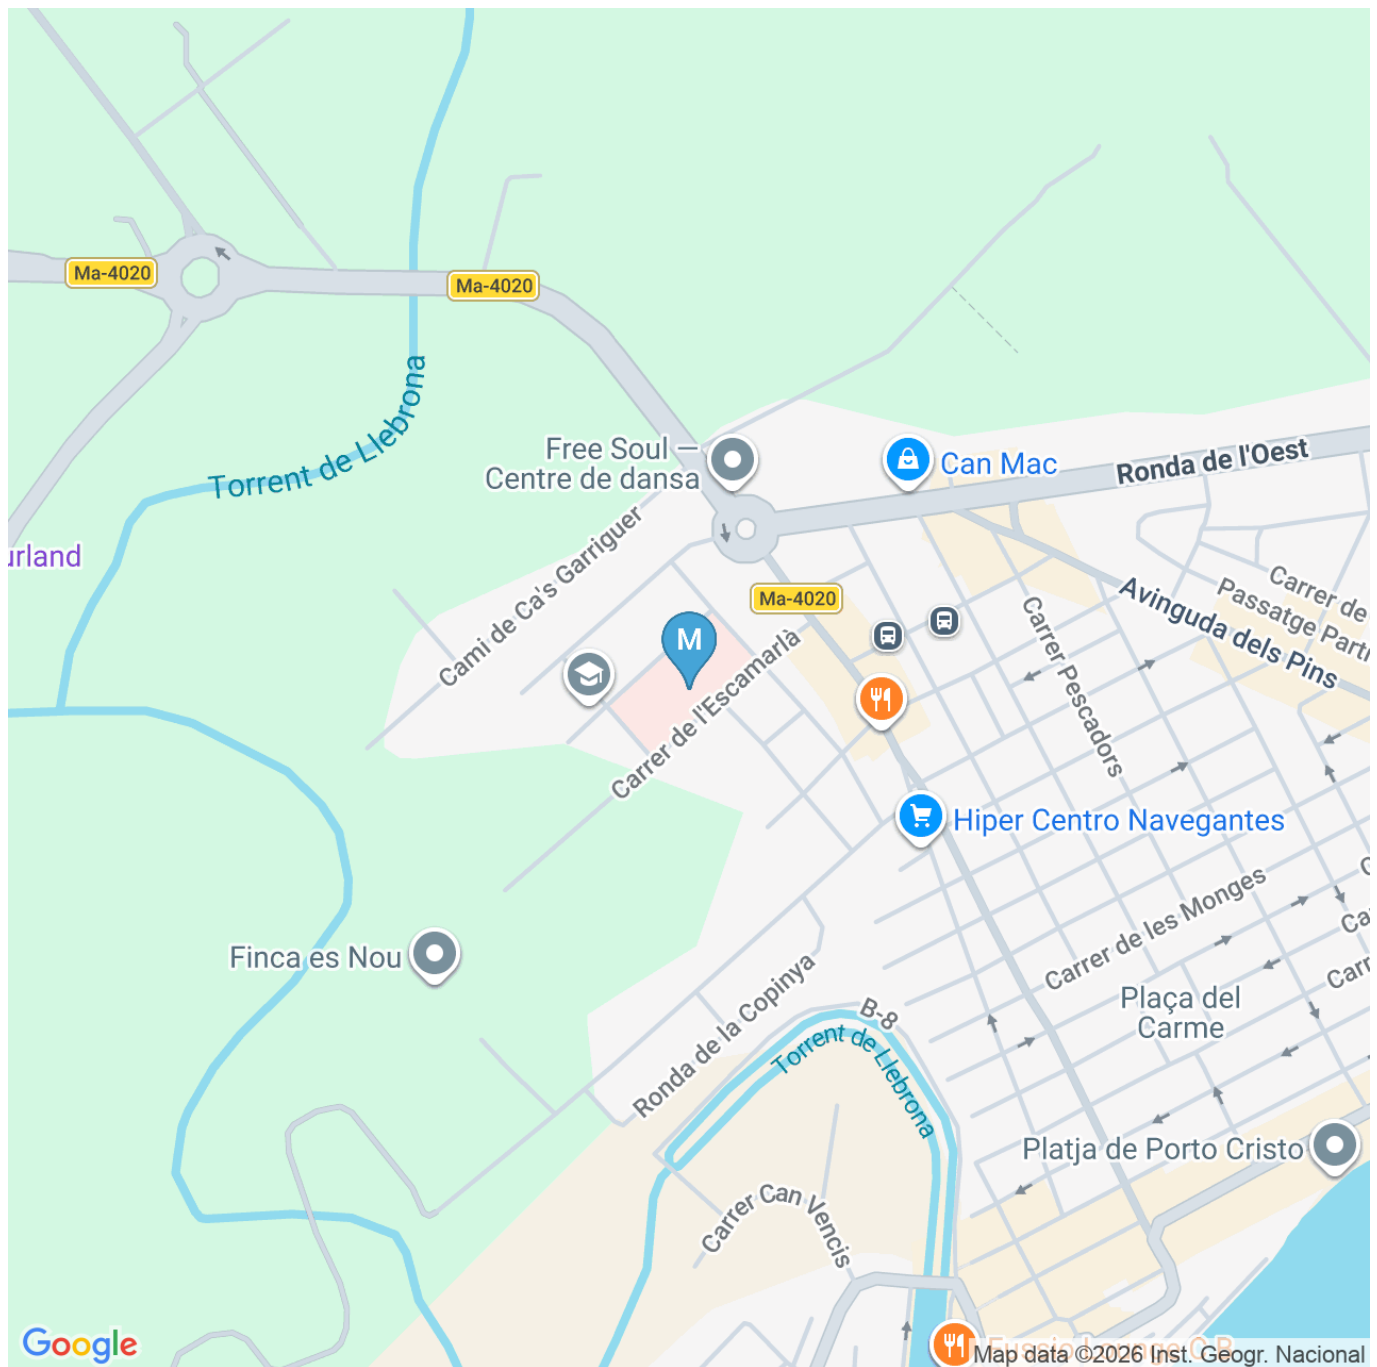 Ma-4020
Ma-4020
Torrent de Llebrona
Free Soul –
Centre de dansa
Can Mac
Ronda de l'Oest
urland
Camí de Ca's Garriguer
Ma-4020
M
Carrer de
Passatge Parti
Avinguda dels Pins
Carrer Pescadors
Carrer de l'Escamarlà
Hiper Centro Navegantes
Carrer de les Monges
C
Ca
Carr
Finca es Nou
Ronda de la Copinya
B-8
Plaça del
Carme
Torrent de Llebrona
Platja de Porto Cristo
Carrer Can Vencis
Google
Map data ©2026 Inst. Geogr. Nacional